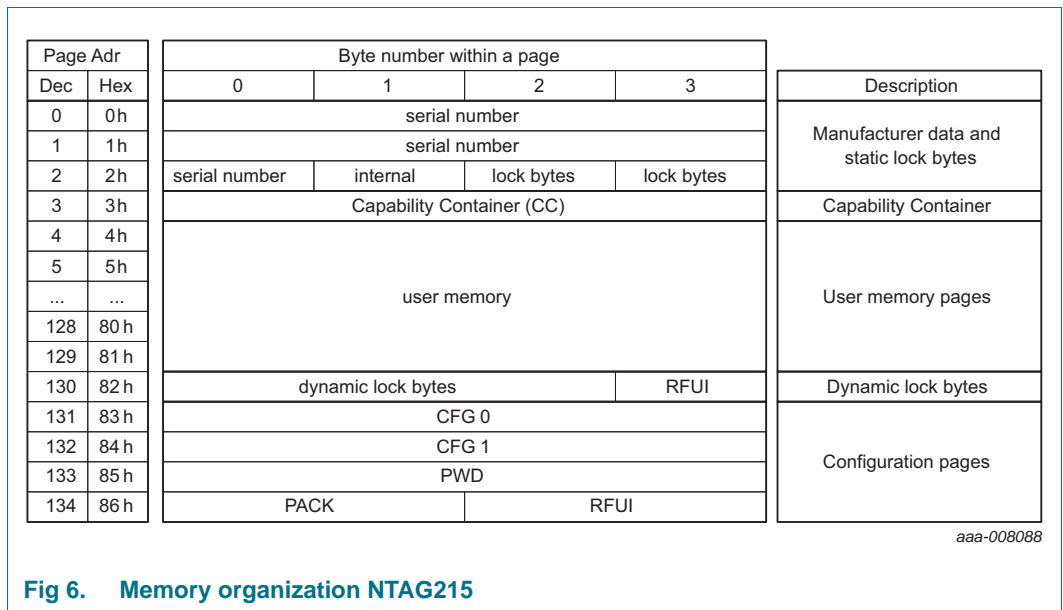 Page Adr Byte number within a page
Dec Hex 0 1 2 3 Description
0 0h serial number Manufacturer data and
1 1h serial number static lock bytes
2 2h serial number internal lock bytes lock bytes
3 3h Capability Container (CC) Capability Container
4 4h
5 5h
... ... user memory User memory pages
128 80h
129 81h
130 82h dynamic lock bytes RFUI Dynamic lock bytes
131 83h CFG 0
132 84h CFG 1
133 85h PWD Configuration pages
134 86h PACK RFUI
aaa-008088
Fig 6. Memory organization NTAG215